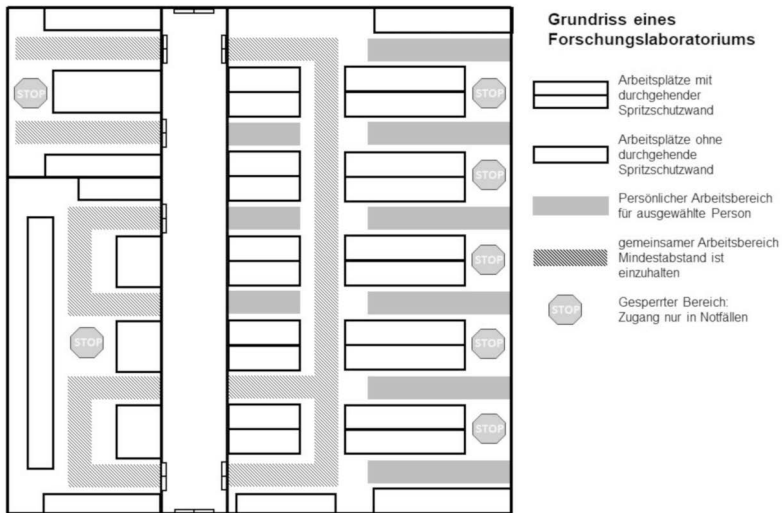 Grundriss eines
Forschungslaboratoriums
Arbeitsplätze mit
durchgehender
Spritzschutzwand
Arbeitsplätze ohne
durchgehende
Spritzschutzwand
Persönlicher Arbeitsbereich
für ausgewählte Person
gemeinsamer Arbeitsbereich
Mindestabstand ist
einzuhalten
STOP
Gesperrter Bereich:
Zugang nur in Notfällen
STOP
STOP
STOP
STOP
STOP
STOP
STOP